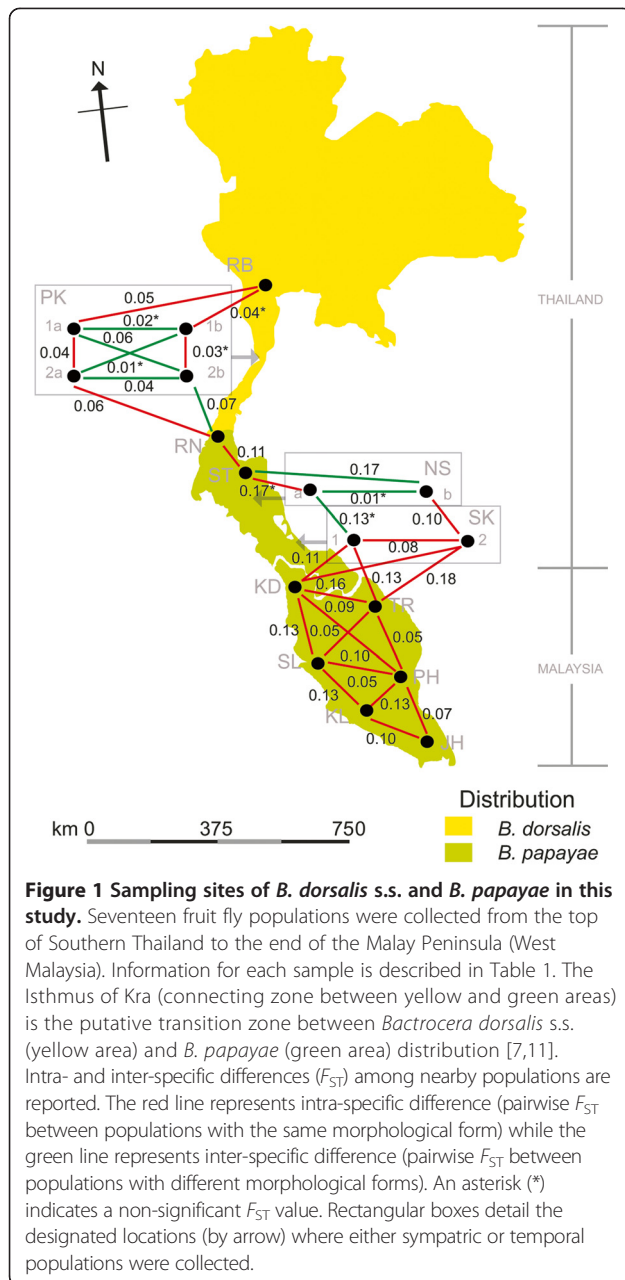 N
RB
PK
0.05
THAILAND
1a
0.02*
1b
0.04*
0.06
0.04
0.03*
0.01*
2a
0.04
2b
0.06
0.07
RN
0.11
ST
0.17
NS
0.17*
a
0.01*
b
0.13*
0.10
SK
1
0.08
2
0.11
KD
0.16
0.13
0.18
0.09
TR
0.13
0.05
0.05
0.10
SL
PH
MALAYSIA
0.05
0.13
KL
0.13
0.07
0.10
JH
Distribution
km 0 375 750
B. dorsalis
B. papayae
Figure 1 Sampling sites of B. dorsalis s.s. and B. papayae in this
study. Seventeen fruit fly populations were collected from the top
of Southern Thailand to the end of the Malay Peninsula (West
Malaysia). Information for each sample is described in Table 1. The
Isthmus of Kra (connecting zone between yellow and green areas)
is the putative transition zone between Bactrocera dorsalis s.s.
(yellow area) and B. papayae (green area) distribution [7,11].
Intra- and inter-specific differences (FST) among nearby populations are
reported. The red line represents intra-specific difference (pairwise FST
between populations with the same morphological form) while the
green line represents inter-specific difference (pairwise FST between
populations with different morphological forms). An asterisk (*)
indicates a non-significant FST value. Rectangular boxes detail the
designated locations (by arrow) where either sympatric or temporal
populations were collected.